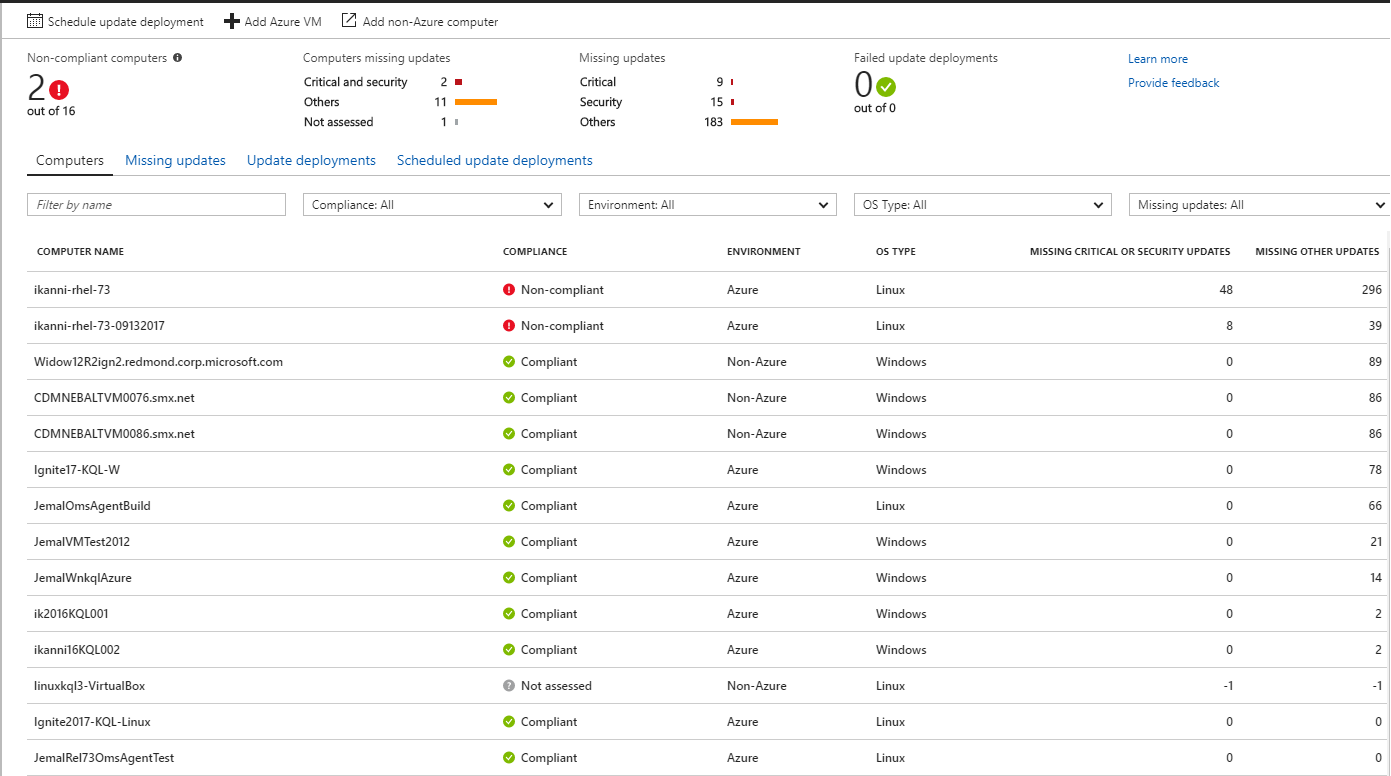 Schedule update deployment Add Azure VM Add non-Azure computer
Non-compliant computers Computers missing updates Missing updates Failed update deployments Learn more
2 Critical and security 2 Critical 9 0 Provide feedback
out of 16 Others 11 Security 15 out of 0
Not assessed 1 Others 183
Computers Missing updates Update deployments Scheduled update deployments
Filter by name Compliance: All Environment: All OS Type: All Missing updates: All
COMPUTER NAME COMPLIANCE ENVIRONMENT OS TYPE MISSING CRITICAL OR SECURITY UPDATES MISSING OTHER UPDATES
ikanni-rhel-73 Non-compliant Azure Linux 48 296
ikanni-rhel-73-09132017 Non-compliant Azure Linux 8 39
Widow12R2ign2.redmond.corp.microsoft.com Compliant Non-Azure Windows 0 89
CDMNEBALTVM0076.smx.net Compliant Non-Azure Windows 0 86
CDMNEBALTVM0086.smx.net Compliant Non-Azure Windows 0 86
Ignite17-KQL-W Compliant Azure Windows 0 78
JemalOmsAgentBuild Compliant Azure Linux 0 66
JemalVMTest2012 Compliant Azure Windows 0 21
JemalWnkqlAzure Compliant Azure Windows 0 14
ik2016KQL001 Compliant Azure Windows 0 2
ikanni16KQL002 Compliant Azure Windows 0 2
linuxkql3-VirtualBox Not assessed Non-Azure Linux -1 -1
Ignite2017-KQL-Linux Compliant Azure Linux 0 0
JemalRel73OmsAgentTest Compliant Azure Linux 0 0